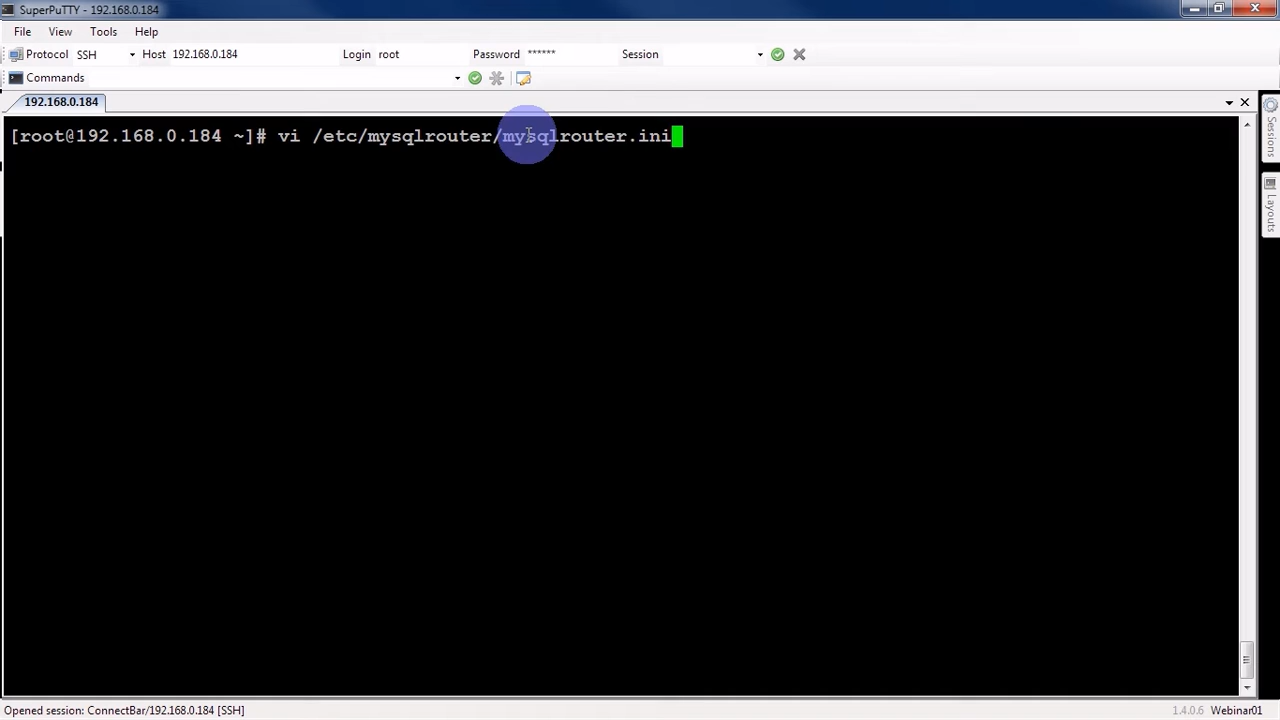 SuperPuTTY - 192.168.0.184
File View Tools Help
Protocol SSH Host 192.168.0.184 Login root Password ****** Session
Commands
192.168.0.184
[root@192.168.0.184 ~]# vi /etc/mysqlrouter/mysqlrouter.ini
Sessions
Layouts
Opened session: ConnectBar/192.168.0.184 [SSH] 1.4.0.6 Webinar01